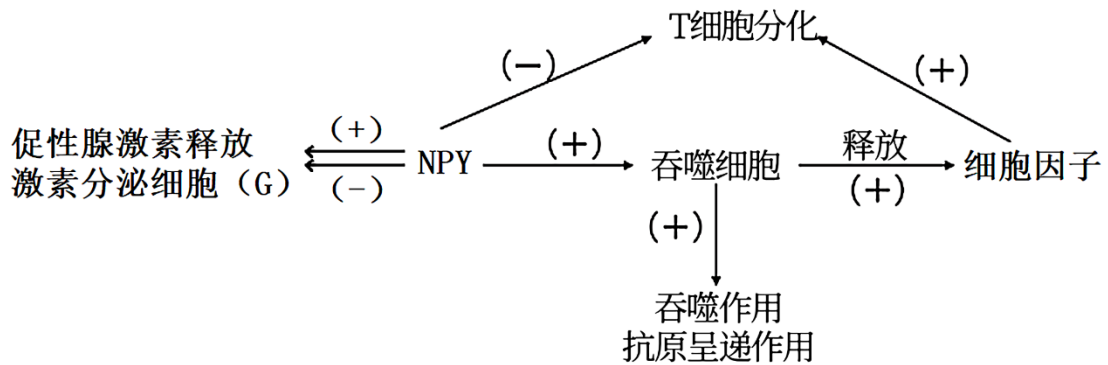 T细胞分化
(－)
(＋)
促性腺激素释放
激素分泌细胞（G）
(＋)
(－)
NPY
(＋)
吞噬细胞
释放
(＋)
细胞因子
(＋)
吞噬作用
抗原呈递作用